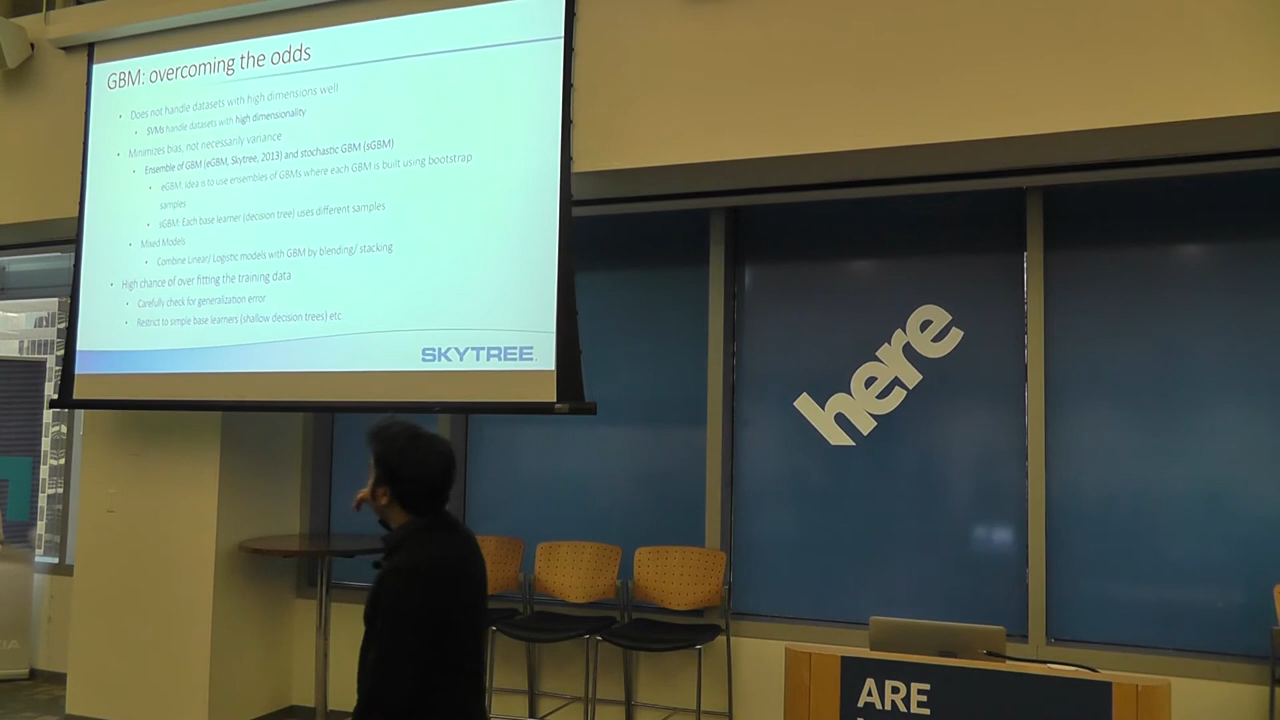 GBM: overcoming the odds
• Does not handle datasets with high dimensions well
• SVMs handle datasets with high dimensionality
• Minimizes bias, not necessarily variance
• Ensemble of GBM (eGBM, Skytree, 2013) and stochastic GBM (sGBM)
• eGBM: Idea is to use ensembles of GBMs where each GBM is built using bootstrap
samples
• sGBM: Each base learner (decision tree) uses different samples
• Mixed Models
• Combine Linear/ Logistic models with GBM by blending/ stacking
• High chance of over fitting the training data
• Carefully check for generalization error
• Restrict to simple base learners (shallow decision trees) etc
SKYTREE
here
ARE